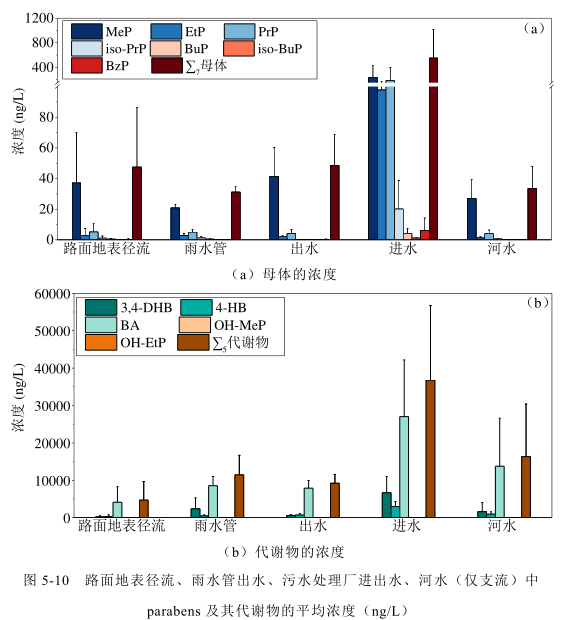 (a)
1200
800
400
80
60
40
20
0
浓度 (ng/L)
MeP EtP PrP
iso-PrP BuP iso-BuP
BzP ∑₇母体
路面地表径流 雨水管 出水 进水 河水
（a）母体的浓度
(b)
60000
50000
40000
30000
20000
10000
0
浓度 (ng/L)
3,4-DHB 4-HB
BA OH-MeP
OH-EtP ∑₅代谢物
路面地表径流 雨水管 出水 进水 河水
（b）代谢物的浓度
图 5-10 路面地表径流、雨水管出水、污水处理厂进出水、河水（仅支流）中
parabens 及其代谢物的平均浓度（ng/L）